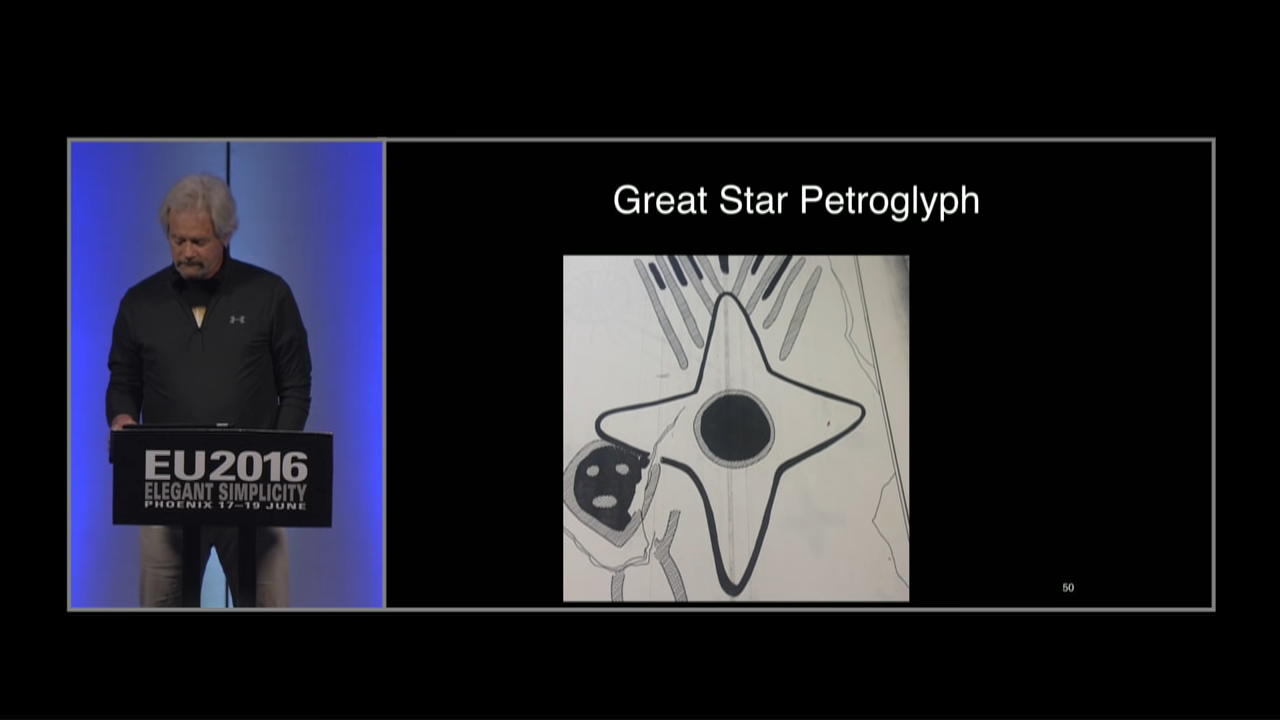 Great Star Petroglyph
EU2016
ELEGANT SIMPLICITY
PHOENIX 17–19 JUNE
50